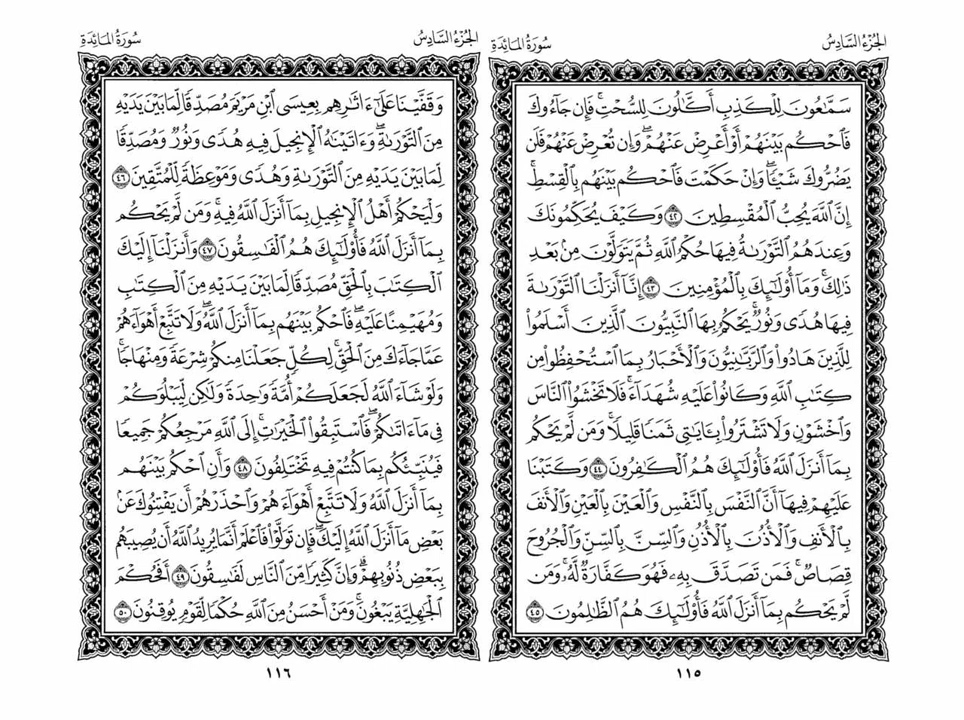 الجزء السادس
سورة المائدة
سَمَّٰعُونَ لِلْكَذِبِ أَكَّٰلُونَ لِلسُّحْتِ ۚ فَإِن جَآءُوكَ
فَٱحْكُم بَيْنَهُمْ أَوْ أَعْرِضْ عَنْهُمْ ۖ وَإِن تُعْرِضْ عَنْهُمْ فَلَن
يَضُرُّوكَ شَيْـًٔا ۖ وَإِنْ حَكَمْتَ فَٱحْكُم بَيْنَهُم بِٱلْقِسْطِ ۚ
إِنَّ ٱللَّهَ يُحِبُّ ٱلْمُقْسِطِينَ ٤٢ وَكَيْفَ يُحَكِّمُونَكَ
وَعِندَهُمُ ٱلتَّوْرَىٰةُ فِيهَا حُكْمُ ٱللَّهِ ثُمَّ يَتَوَلَّوْنَ مِنۢ بَعْدِ
ذَٰلِكَ ۚ وَمَآ أُو۟لَٰٓئِكَ بِٱلْمُؤْمِنِينَ ٤٣ إِنَّآ أَنزَلْنَا ٱلتَّوْرَىٰةَ
فِيهَا هُدًى وَنُورٌ ۚ يَحْكُمُ بِهَا ٱلنَّبِيُّونَ ٱلَّذِينَ أَسْلَمُوا۟
لِلَّذِينَ هَادُوا۟ وَٱلرَّبَّٰنِيُّونَ وَٱلْأَحْبَارُ بِمَا ٱسْتُحْفِظُوا۟ مِن
كِتَٰبِ ٱللَّهِ وَكَانُوا۟ عَلَيْهِ شُهَدَآءَ ۚ فَلَا تَخْشَوُا۟ ٱلنَّاسَ
وَٱخْشَوْنِ وَلَا تَشْتَرُوا۟ بِـَٔايَٰتِى ثَمَنًا قَلِيلًا ۚ وَمَن لَّمْ يَحْكُم
بِمَآ أَنزَلَ ٱللَّهُ فَأُو۟لَٰٓئِكَ هُمُ ٱلْكَٰفِرُونَ ٤٤ وَكَتَبْنَا
عَلَيْهِمْ فِيهَآ أَنَّ ٱلنَّفْسَ بِٱلنَّفْسِ وَٱلْعَيْنَ بِٱلْعَيْنِ وَٱلْأَنفَ
بِٱلْأَنفِ وَٱلْأُذُنَ بِٱلْأُذُنِ وَٱلسِّنَّ بِٱلسِّنِّ وَٱلْجُرُوحَ
قِصَاصٌ ۚ فَمَن تَصَدَّقَ بِهِۦ فَهُوَ كَفَّارَةٌ لَّهُۥ ۚ وَمَن
لَّمْ يَحْكُم بِمَآ أَنزَلَ ٱللَّهُ فَأُو۟لَٰٓئِكَ هُمُ ٱلظَّٰلِمُونَ ٤٥
١١٥
الجزء السادس
سورة المائدة
وَقَفَّيْنَا عَلَىٰٓ ءَاثَٰرِهِم بِعِيسَى ٱبْنِ مَرْيَمَ مُصَدِّقًا لِّمَا بَيْنَ يَدَيْهِ
مِنَ ٱلتَّوْرَىٰةِ ۖ وَءَاتَيْنَٰهُ ٱلْإِنجِيلَ فِيهِ هُدًى وَنُورٌ وَمُصَدِّقًا
لِّمَا بَيْنَ يَدَيْهِ مِنَ ٱلتَّوْرَىٰةِ وَهُدًى وَمَوْعِظَةً لِّلْمُتَّقِينَ ٤٦
وَلْيَحْكُمْ أَهْلُ ٱلْإِنجِيلِ بِمَآ أَنزَلَ ٱللَّهُ فِيهِ ۚ وَمَن لَّمْ يَحْكُم
بِمَآ أَنزَلَ ٱللَّهُ فَأُو۟لَٰٓئِكَ هُمُ ٱلْفَٰسِقُونَ ٤٧ وَأَنزَلْنَآ إِلَيْكَ
ٱلْكِتَٰبَ بِٱلْحَقِّ مُصَدِّقًا لِّمَا بَيْنَ يَدَيْهِ مِنَ ٱلْكِتَٰبِ
وَمُهَيْمِنًا عَلَيْهِ ۖ فَٱحْكُم بَيْنَهُم بِمَآ أَنزَلَ ٱللَّهُ ۖ وَلَا تَتَّبِعْ أَهْوَآءَهُمْ
عَمَّا جَآءَكَ مِنَ ٱلْحَقِّ ۚ لِكُلٍّ جَعَلْنَا مِنكُمْ شِرْعَةً وَمِنْهَاجًا ۚ
وَلَوْ شَآءَ ٱللَّهُ لَجَعَلَكُمْ أُمَّةً وَٰحِدَةً وَلَٰكِن لِّيَبْلُوَكُمْ
فِى مَآ ءَاتَىٰكُمْ ۖ فَٱسْتَبِقُوا۟ ٱلْخَيْرَٰتِ ۚ إِلَى ٱللَّهِ مَرْجِعُكُمْ جَمِيعًا
فَيُنَبِّئُكُم بِمَا كُنتُمْ فِيهِ تَخْتَلِفُونَ ٤٨ وَأَنِ ٱحْكُم بَيْنَهُم
بِمَآ أَنزَلَ ٱللَّهُ وَلَا تَتَّبِعْ أَهْوَآءَهُمْ وَٱحْذَرْهُمْ أَن يَفْتِنُوكَ عَنۢ
بَعْضِ مَآ أَنزَلَ ٱللَّهُ إِلَيْكَ ۖ فَإِن تَوَلَّوْا۟ فَٱعْلَمْ أَنَّمَا يُرِيدُ ٱللَّهُ أَن يُصِيبَهُم
بِبَعْضِ ذُنُوبِهِمْ ۗ وَإِنَّ كَثِيرًا مِّنَ ٱلنَّاسِ لَفَٰسِقُونَ ٤٩ أَفَحُكْمَ
ٱلْجَٰهِلِيَّةِ يَبْغُونَ ۚ وَمَنْ أَحْسَنُ مِنَ ٱللَّهِ حُكْمًا لِّقَوْمٍ يُوقِنُونَ ٥٠
١١٦